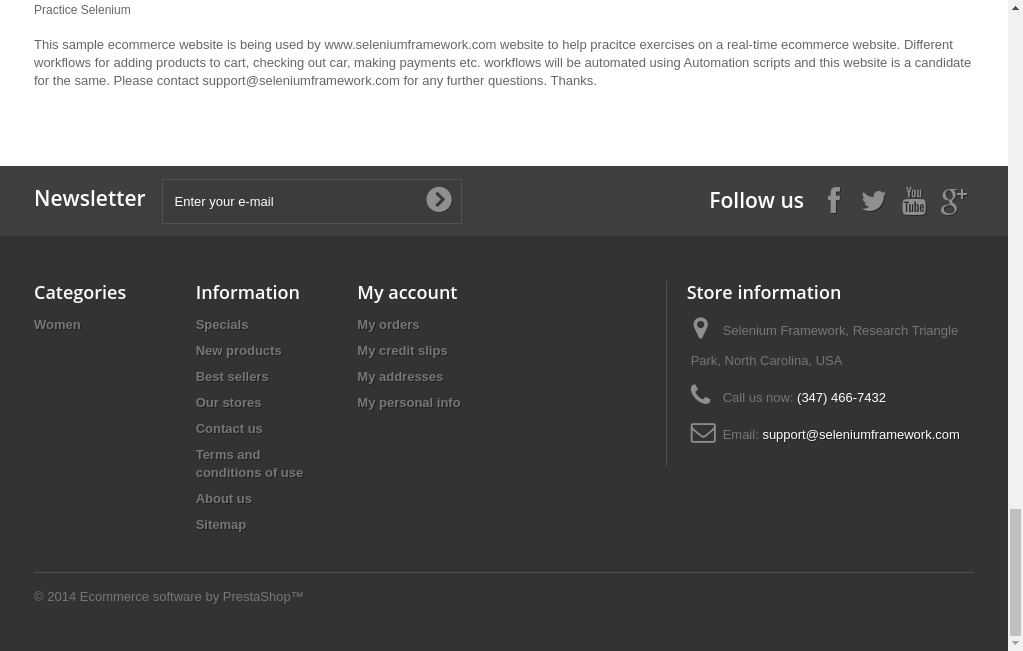 Practice Selenium
This sample ecommerce website is being used by www.seleniumframework.com website to help pracitce exercises on a real-time ecommerce website. Different
workflows for adding products to cart, checking out car, making payments etc. workflows will be automated using Automation scripts and this website is a candidate
for the same. Please contact support@seleniumframework.com for any further questions. Thanks.
Newsletter
Enter your e-mail
Follow us
You Tube
g+
Categories
Women
Information
Specials
New products
Best sellers
Our stores
Contact us
Terms and
conditions of use
About us
Sitemap
My account
My orders
My credit slips
My addresses
My personal info
Store information
Selenium Framework, Research Triangle
Park, North Carolina, USA
Call us now: (347) 466-7432
Email: support@seleniumframework.com
© 2014 Ecommerce software by PrestaShop™